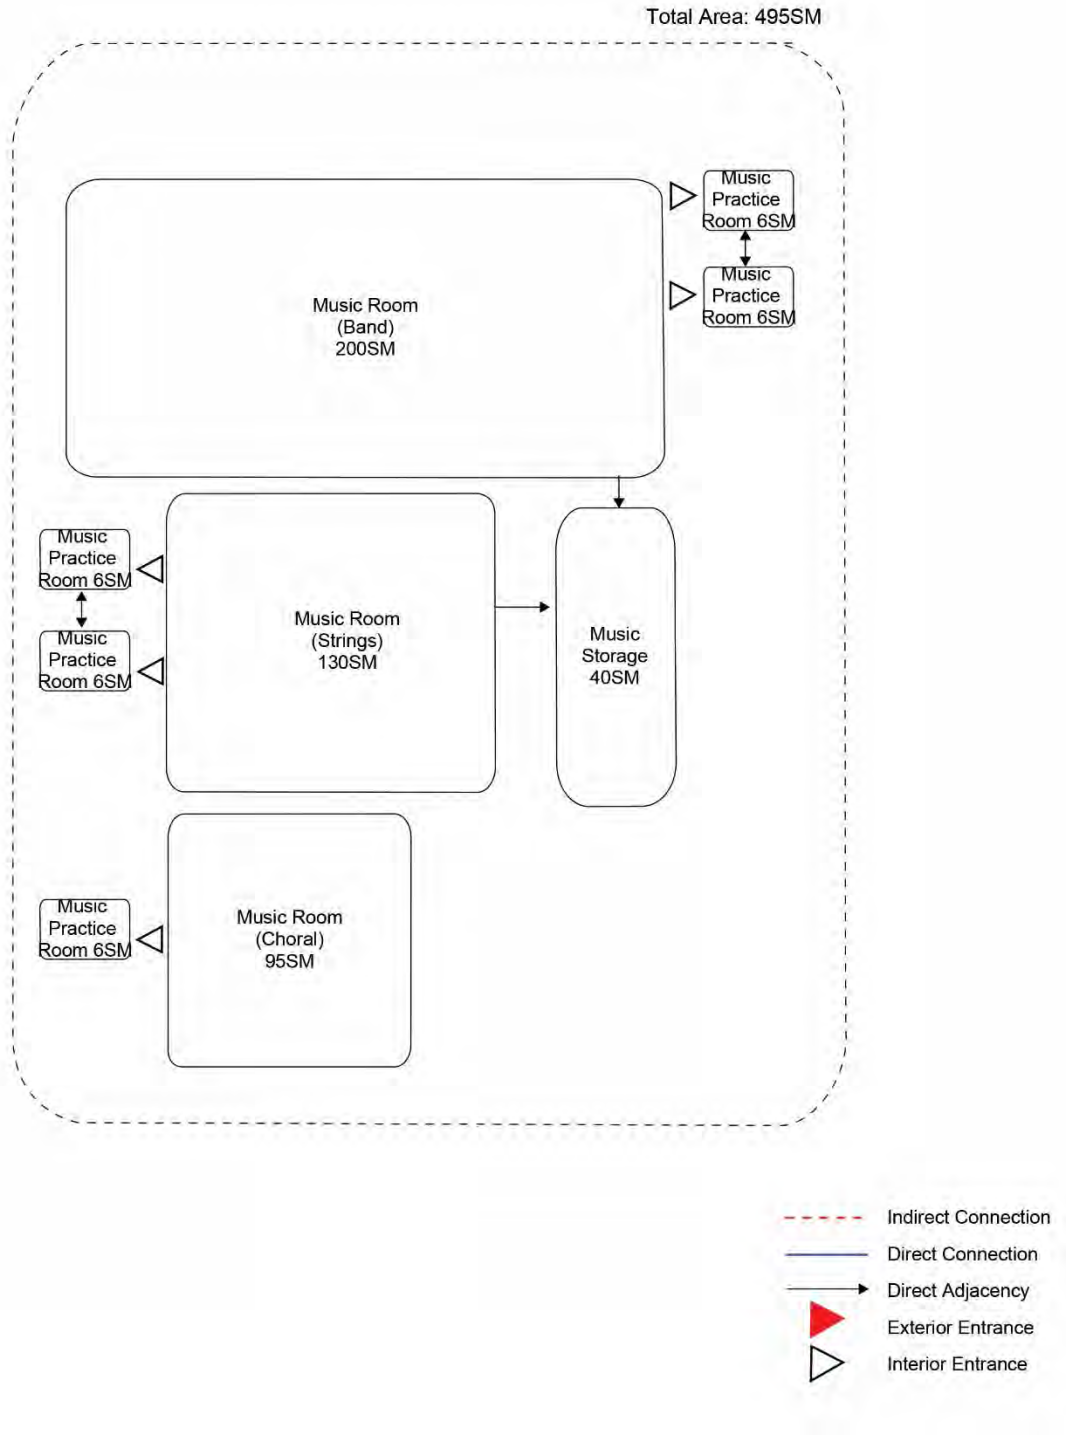 Total Area: 495SM
Music
Practice
Room 6SM
Music
Practice
Room 6SM
Music Room
(Band)
200SM
Music
Practice
Room 6SM
Music
Practice
Room 6SM
Music Room
(Strings)
130SM
Music
Storage
40SM
Music
Practice
Room 6SM
Music Room
(Choral)
95SM
Indirect Connection
Direct Connection
Direct Adjacency
Exterior Entrance
Interior Entrance